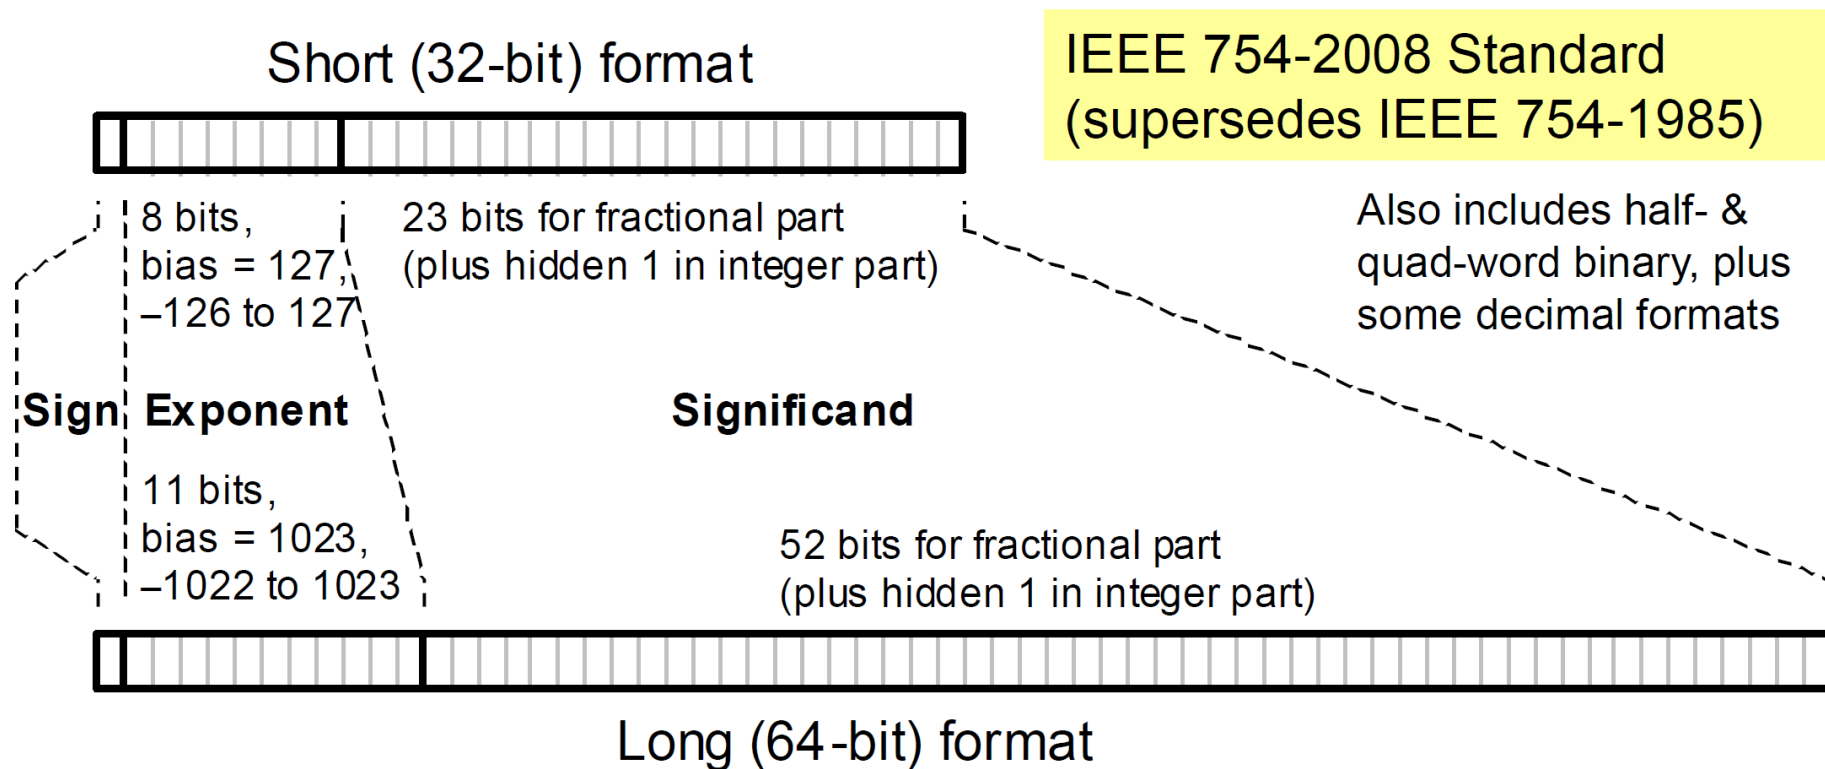 Short (32-bit) format
IEEE 754-2008 Standard
(supersedes IEEE 754-1985)
8 bits,
bias = 127,
–126 to 127
23 bits for fractional part
(plus hidden 1 in integer part)
Also includes half- &
quad-word binary, plus
some decimal formats
Sign Exponent Significand
11 bits,
bias = 1023,
–1022 to 1023
52 bits for fractional part
(plus hidden 1 in integer part)
Long (64-bit) format